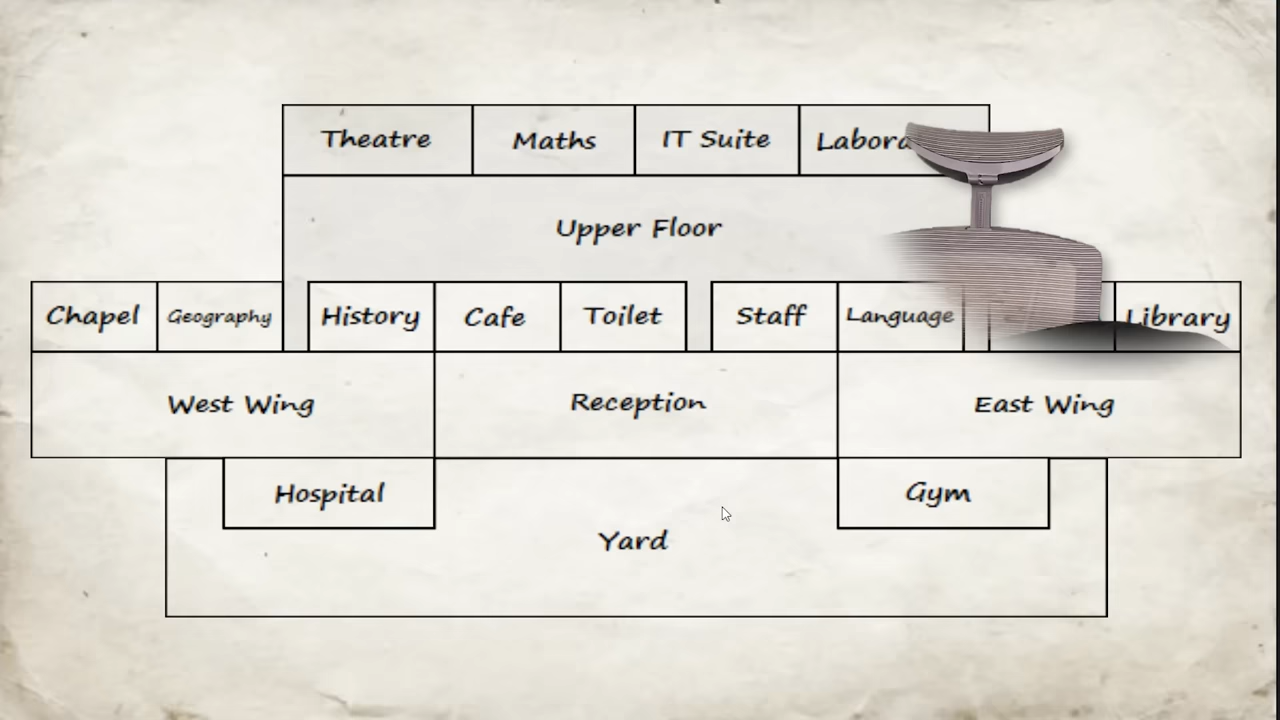 Theatre Maths IT Suite
Upper Floor
Chapel Geography History Cafe Toilet Staff Language Library
West Wing Reception East Wing
Hospital Gym
Yard